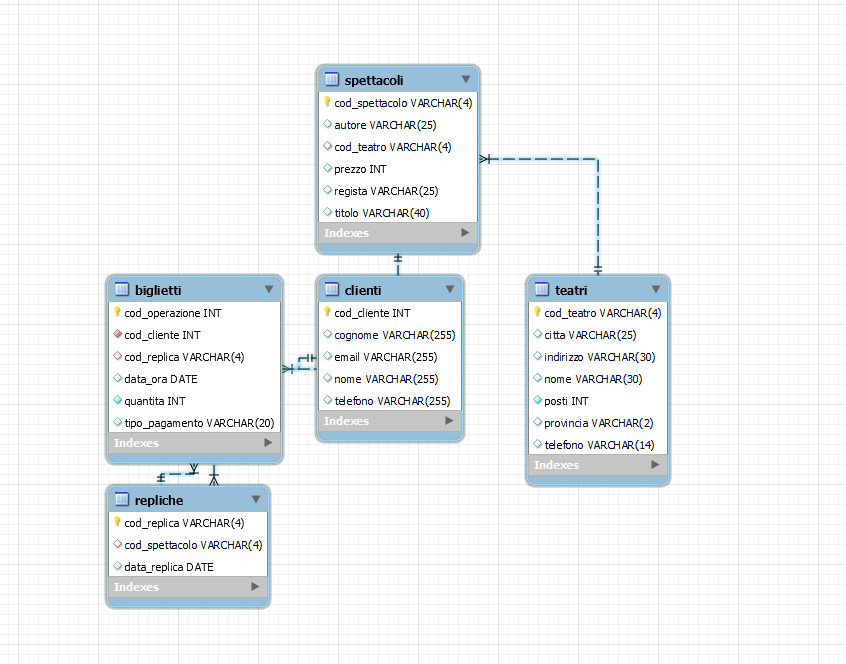 spettacoli
cod_spettacolo VARCHAR(4)
autore VARCHAR(25)
cod_teatro VARCHAR(4)
prezzo INT
regista VARCHAR(25)
titolo VARCHAR(40)
Indexes
biglietti
cod_operazione INT
cod_cliente INT
cod_replica VARCHAR(4)
data_ora DATE
quantita INT
tipo_pagamento VARCHAR(20)
Indexes
clienti
cod_cliente INT
cognome VARCHAR(255)
email VARCHAR(255)
nome VARCHAR(255)
telefono VARCHAR(255)
Indexes
teatri
cod_teatro VARCHAR(4)
citta VARCHAR(25)
indirizzo VARCHAR(30)
nome VARCHAR(30)
posti INT
provincia VARCHAR(2)
telefono VARCHAR(14)
Indexes
repliche
cod_replica VARCHAR(4)
cod_spettacolo VARCHAR(4)
data_replica DATE
Indexes